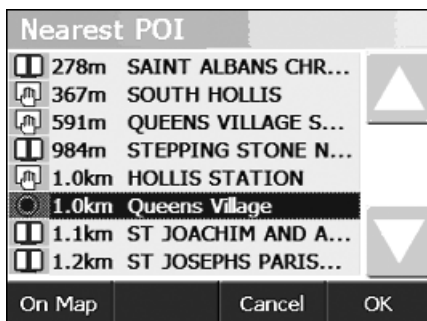 Nearest POI
278m SAINT ALBANS CHR...
367m SOUTH HOLLIS
591m QUEENS VILLAGE S...
984m STEPPING STONE N...
1.0km HOLLIS STATION
1.0km Queens Village
1.1km ST JOACHIM AND A...
1.2km ST JOSEPHS PARIS...
On Map Cancel OK